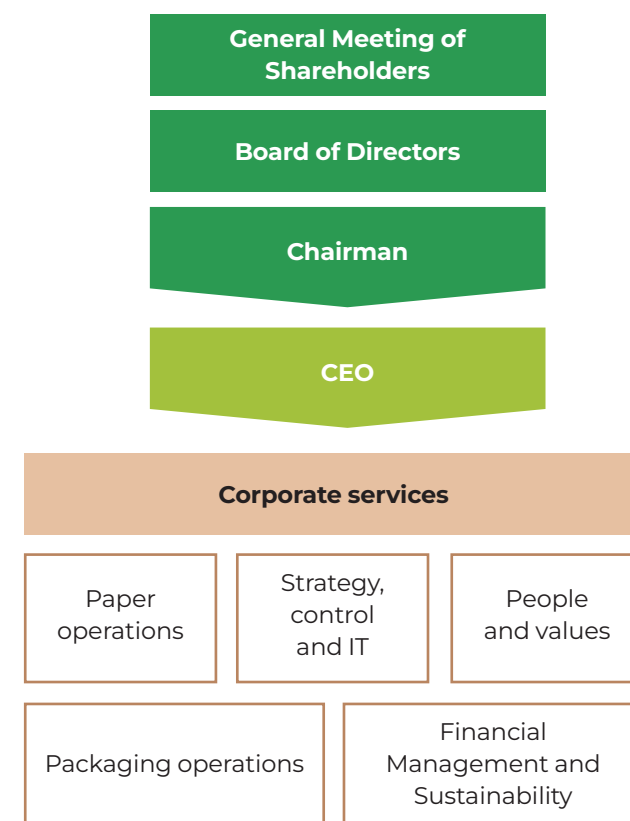 General Meeting of
Shareholders
Board of Directors
Chairman
CEO
Corporate services
Paper
operations
Strategy,
control
and IT
People
and values
Packaging operations
Financial
Management and
Sustainability